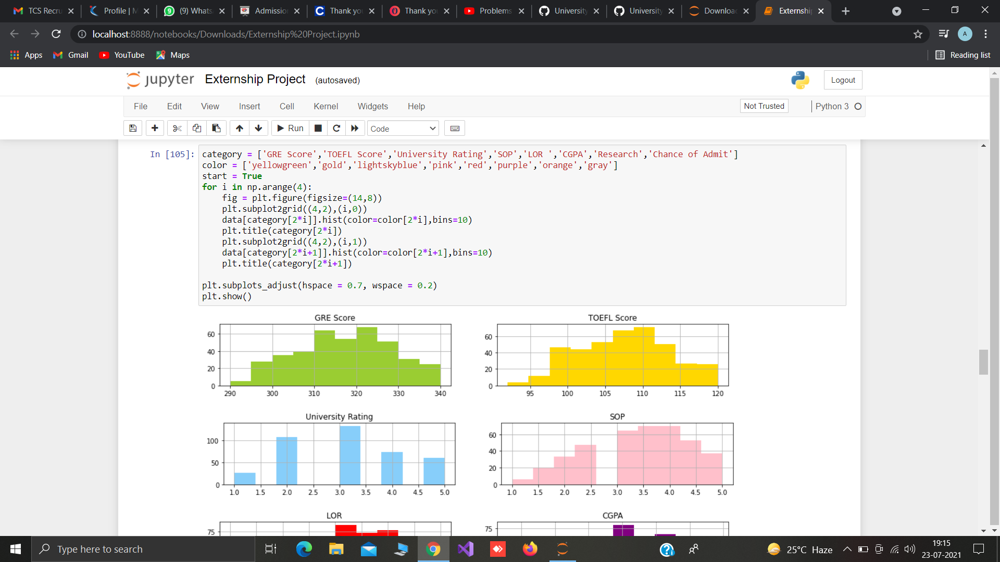 TCS Recru
Profile | M
(9) Whats
Admission
Thank yo
Thank yo
Problems
University
University
Downloa
Externship
localhost:8888/notebooks/Downloads/Externship%20Project.ipynb
A
Apps Gmail YouTube Maps Reading list
jupyter Externship Project (autosaved) Logout
File Edit View Insert Cell Kernel Widgets Help Not Trusted Python 3
Run Code
In [105]: category = ['GRE Score','TOEFL Score','University Rating','SOP','LOR ','CGPA','Research','Chance of Admit']
color = ['yellowgreen','gold','lightskyblue','pink','red','purple','orange','gray']
start = True
for i in np.arange(4):
    fig = plt.figure(figsize=(14,8))
    plt.subplot2grid((4,2),(i,0))
    data[category[2*i]].hist(color=color[2*i],bins=10)
    plt.title(category[2*i])
    plt.subplot2grid((4,2),(i,1))
    data[category[2*i+1]].hist(color=color[2*i+1],bins=10)
    plt.title(category[2*i+1])
plt.subplots_adjust(hspace = 0.7, wspace = 0.2)
plt.show()
GRE Score
60
40
20
0
290 300 310 320 330 340
TOEFL Score
60
40
20
0
95 100 105 110 115 120
University Rating
100
50
0
1.0 1.5 2.0 2.5 3.0 3.5 4.0 4.5 5.0
SOP
60
40
20
0
1.0 1.5 2.0 2.5 3.0 3.5 4.0 4.5 5.0
LOR
75
CGPA
75
Type here to search
25°C Haze
19:15
23-07-2021